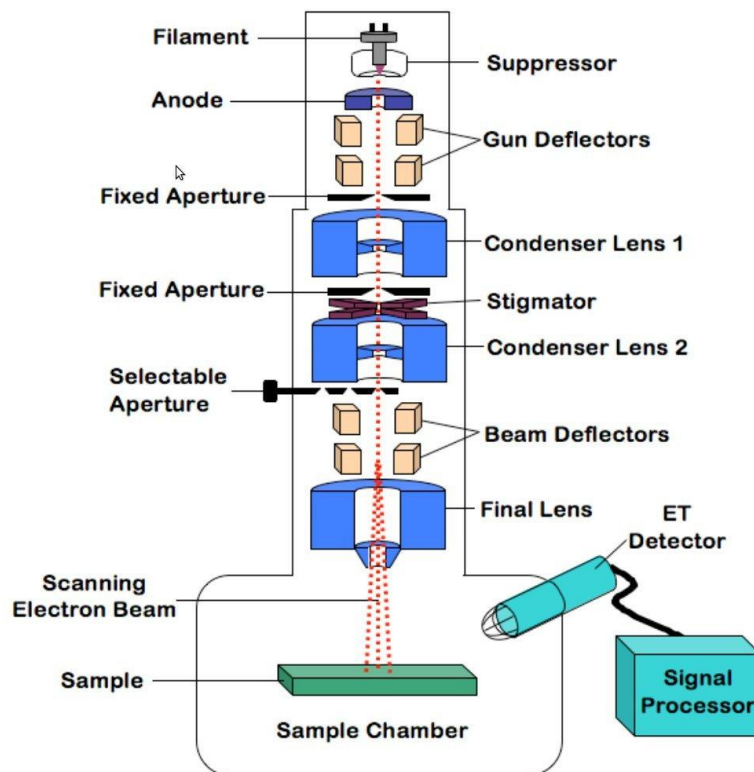 Filament
Suppressor
Anode
Gun Deflectors
Fixed Aperture
Condenser Lens 1
Fixed Aperture
Stigmator
Condenser Lens 2
Selectable
Aperture
Beam Deflectors
Final Lens
ET
Detector
Scanning
Electron Beam
Sample
Signal
Processor
Sample Chamber